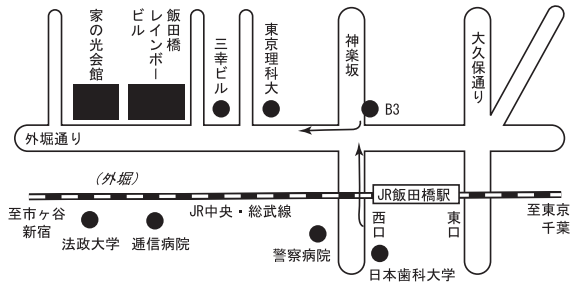 家の光会館
飯田橋
レインボー
ビル
三幸ビル
東京理科大
神楽坂
大久保通り
B3
外堀通り
(外堀)
JR飯田橋駅
至市ヶ谷
新宿
JR中央・総武線
西口
東口
至東京
千葉
法政大学
逓信病院
警察病院
日本歯科大学